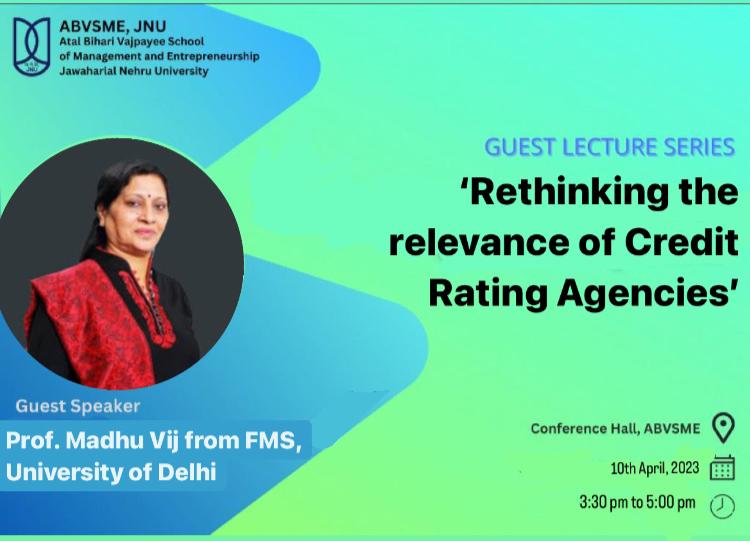 ABVSME, JNU
Atal Bihari Vajpayee School
of Management and Entrepreneurship
Jawaharlal Nehru University
JNU
GUEST LECTURE SERIES
‘Rethinking the
relevance of Credit
Rating Agencies’
Guest Speaker
Prof. Madhu Vij from FMS,
University of Delhi
Conference Hall, ABVSME
10th April, 2023
3:30 pm to 5:00 pm